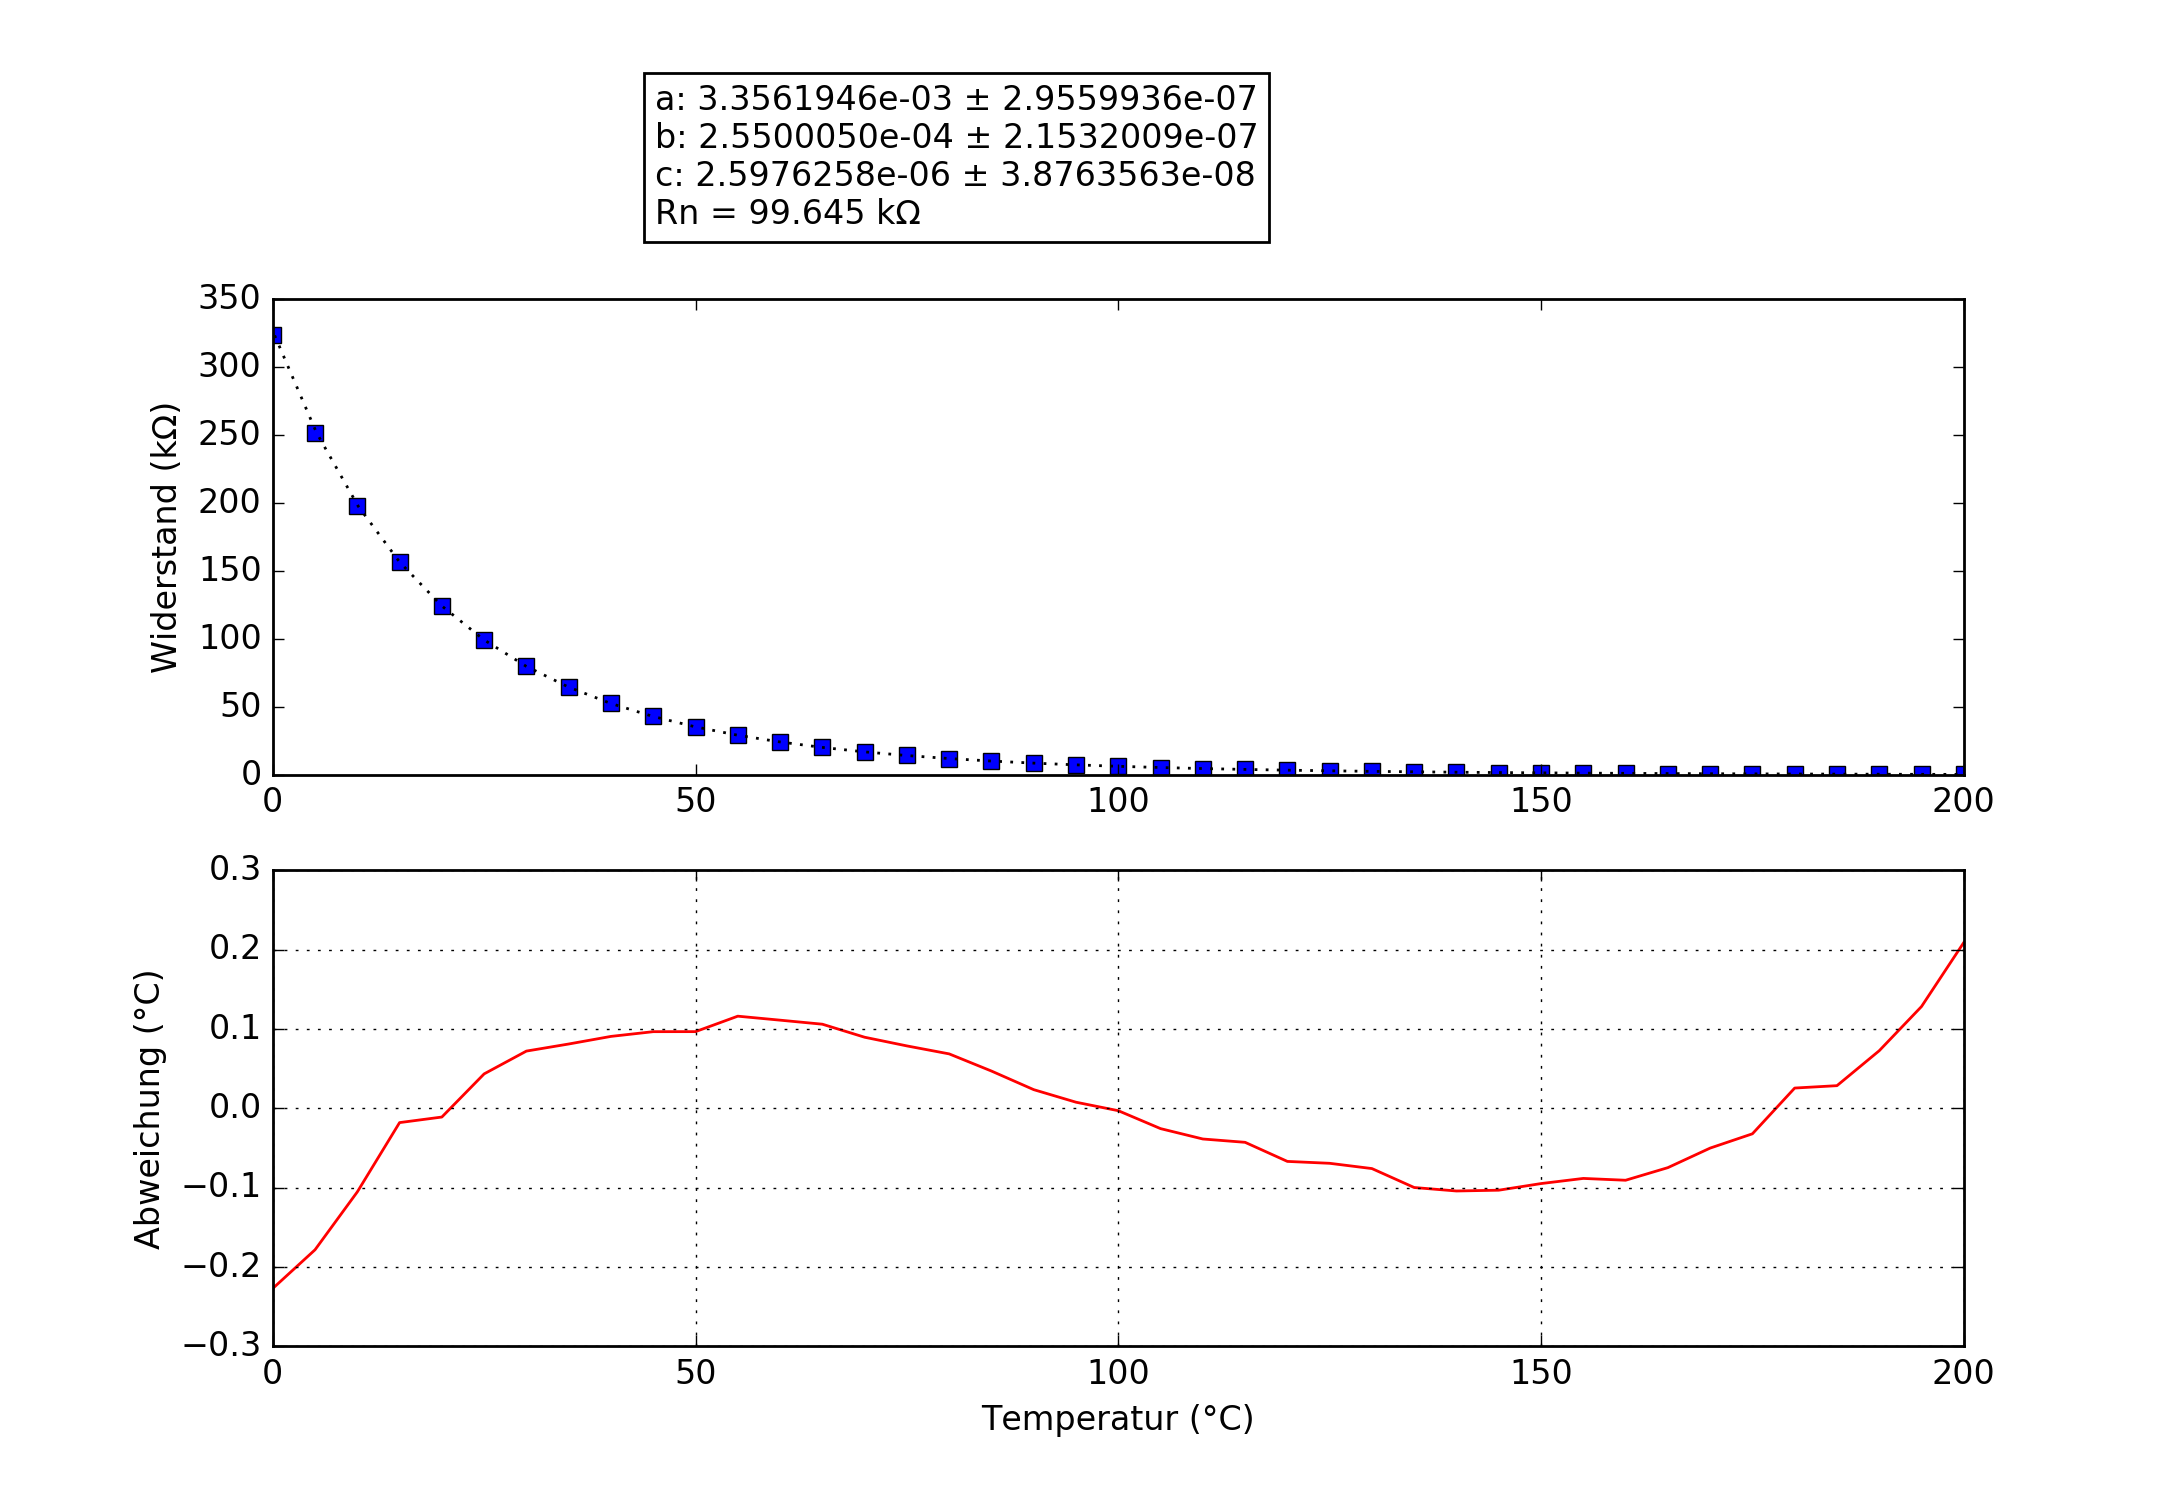 a: 3.3561946e-03 ± 2.9559936e-07
b: 2.5500050e-04 ± 2.1532009e-07
c: 2.5976258e-06 ± 3.8763563e-08
Rn = 99.645 kΩ
350
300
250
200
150
100
50
0
Widerstand (kΩ)
0 50 100 150 200
0.3
0.2
0.1
0.0
−0.1
−0.2
−0.3
Abweichung (°C)
0 50 100 150 200
Temperatur (°C)